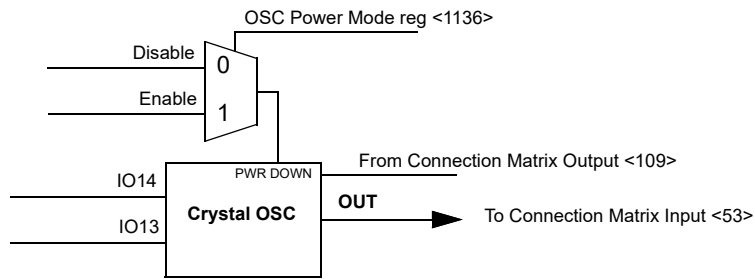 OSC Power Mode reg <1136>
Disable
0
Enable
1
PWR DOWN
From Connection Matrix Output <109>
IO14
OUT
Crystal OSC
To Connection Matrix Input <53>
IO13